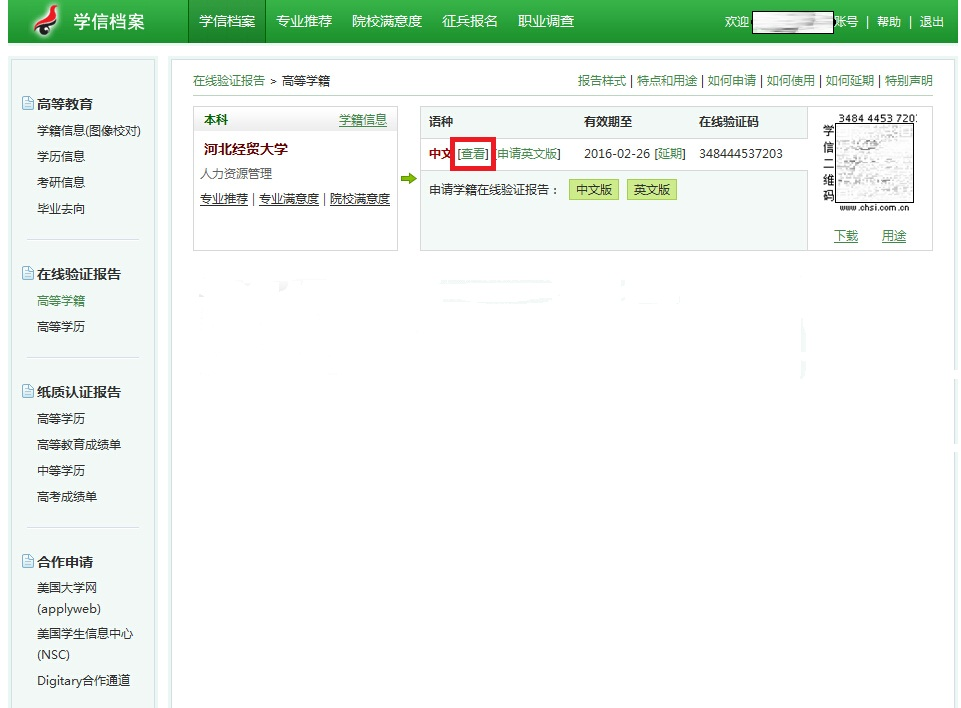 学信档案
学信档案 专业推荐 院校满意度 征兵报名 职业调查
欢迎 账号 | 帮助 | 退出
高等教育
学籍信息(图像校对)
学历信息
考研信息
毕业去向
在线验证报告
高等学籍
高等学历
纸质认证报告
高等学历
高等教育成绩单
中等学历
高考成绩单
合作申请
美国大学网
(applyweb)
美国学生信息中心
(NSC)
Digitary合作通道
在线验证报告 > 高等学籍
报告样式 | 特点和用途 | 如何申请 | 如何使用 | 如何延期 | 特别声明
本科 学籍信息
河北经贸大学
人力资源管理
专业推荐 | 专业满意度 | 院校满意度
语种 有效期至 在线验证码
中文 [查看] [申请英文版] 2016-02-26 [延期] 348444537203
申请学籍在线验证报告： 中文版 英文版
3484 4453 7203
学信二维码
www.chsi.com.cn
下载 用途